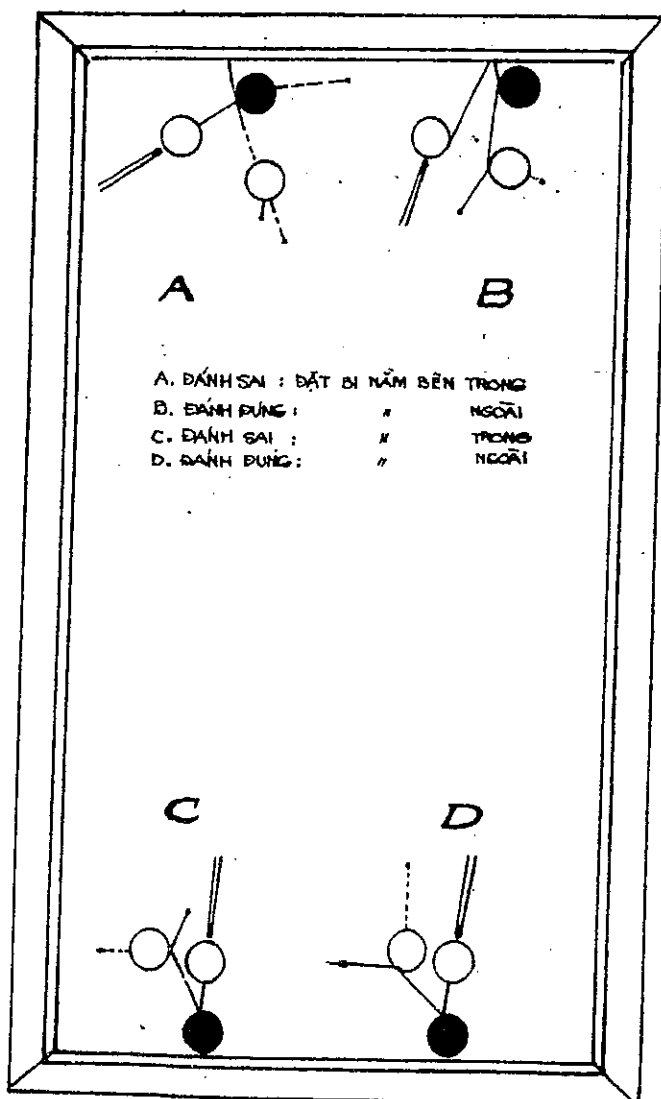 A B
A. ĐÁNH SAI : ĐẶT BI NẰM BÊN TRONG
B. ĐÁNH ĐÚNG : " NGOÀI
C. ĐÁNH SAI : " TRONG
D. ĐÁNH ĐÚNG : " NGOÀI
C D